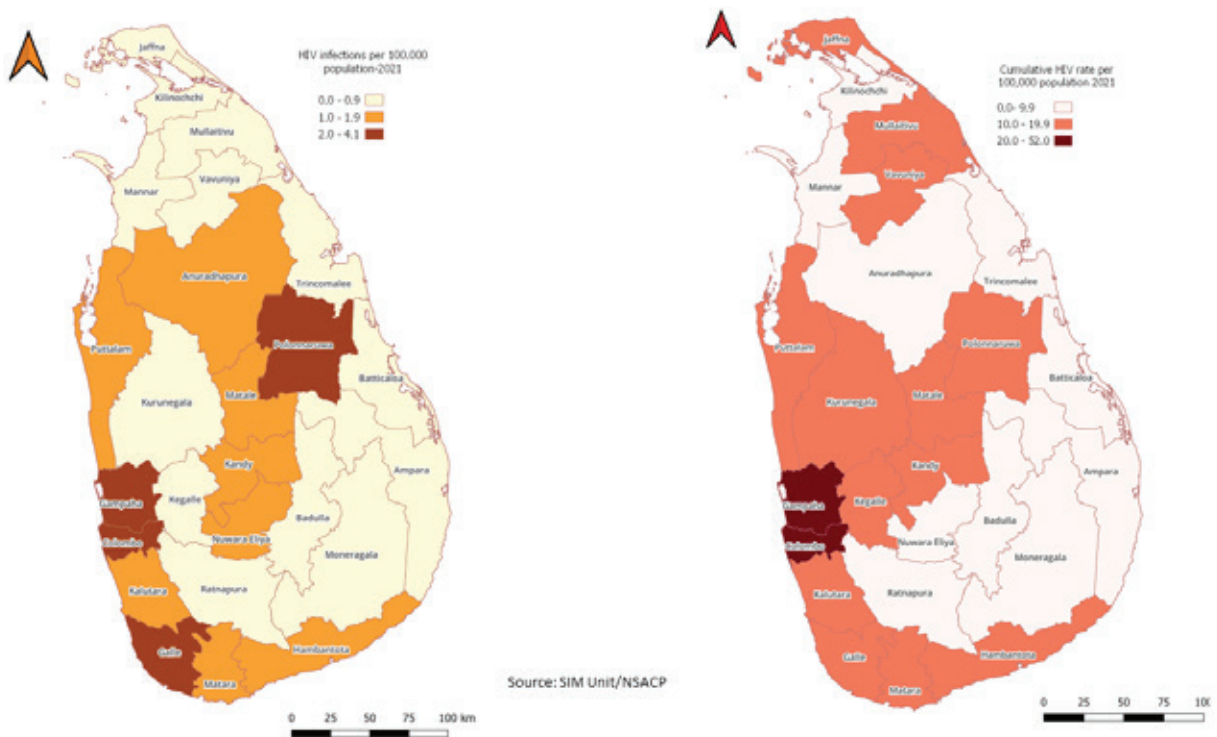 HIV infections per 100,000
population-2021
0.0 - 0.9
1.0 - 1.9
2.0 - 4.1
Jaffna
Kilinochchi
Mullaitivu
Vavuniya
Mannar
Anuradhapura
Trincomalee
Polonnaruwa
Puttalam
Batticaloa
Matale
Kurunegala
Kandy
Ampara
Gampaha
Kegalle
Badulla
Colombo
Nuwara Eliya
Moneragala
Kalutara
Ratnapura
Galle
Hambantota
Matara
0 25 50 75 100 km
Source: SIM Unit/NSACP
Cumulative HIV rate per
100,000 population 2021
0.0- 9.9
10.0 - 19.9
20.0 - 52.0
Jaffna
Kilinochchi
Mullaitivu
Vavuniya
Mannar
Anuradhapura
Trincomalee
Polonnaruwa
Puttalam
Batticaloa
Matale
Kurunegala
Kandy
Ampara
Gampaha
Kegalle
Badulla
Colombo
Nuwara Eliya
Moneragala
Kalutara
Ratnapura
Galle
Hambantota
Matara
0 25 50 75